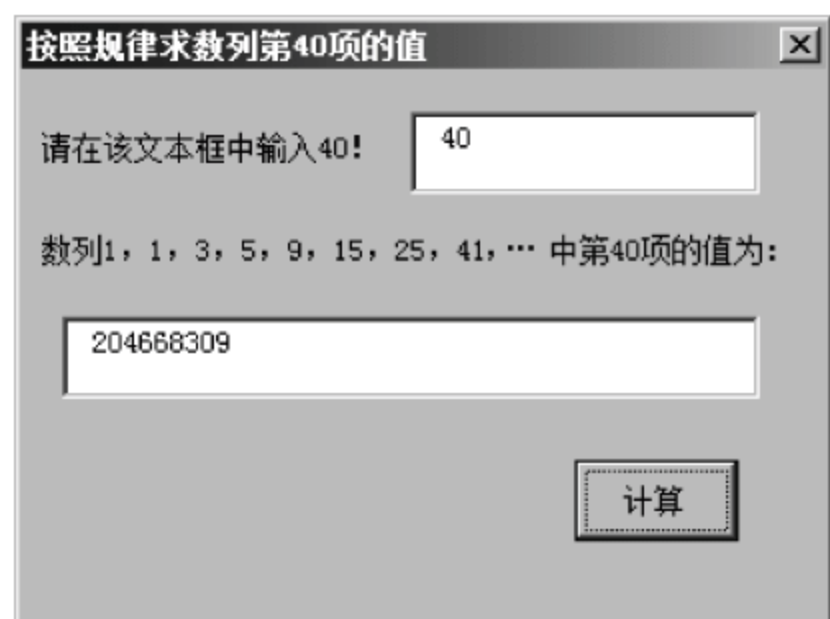 按照规律求数列第40项的值
请在该文本框中输入40! 40
数列1，1，3，5，9，15，25，41，… 中第40项的值为:
204668309
计算